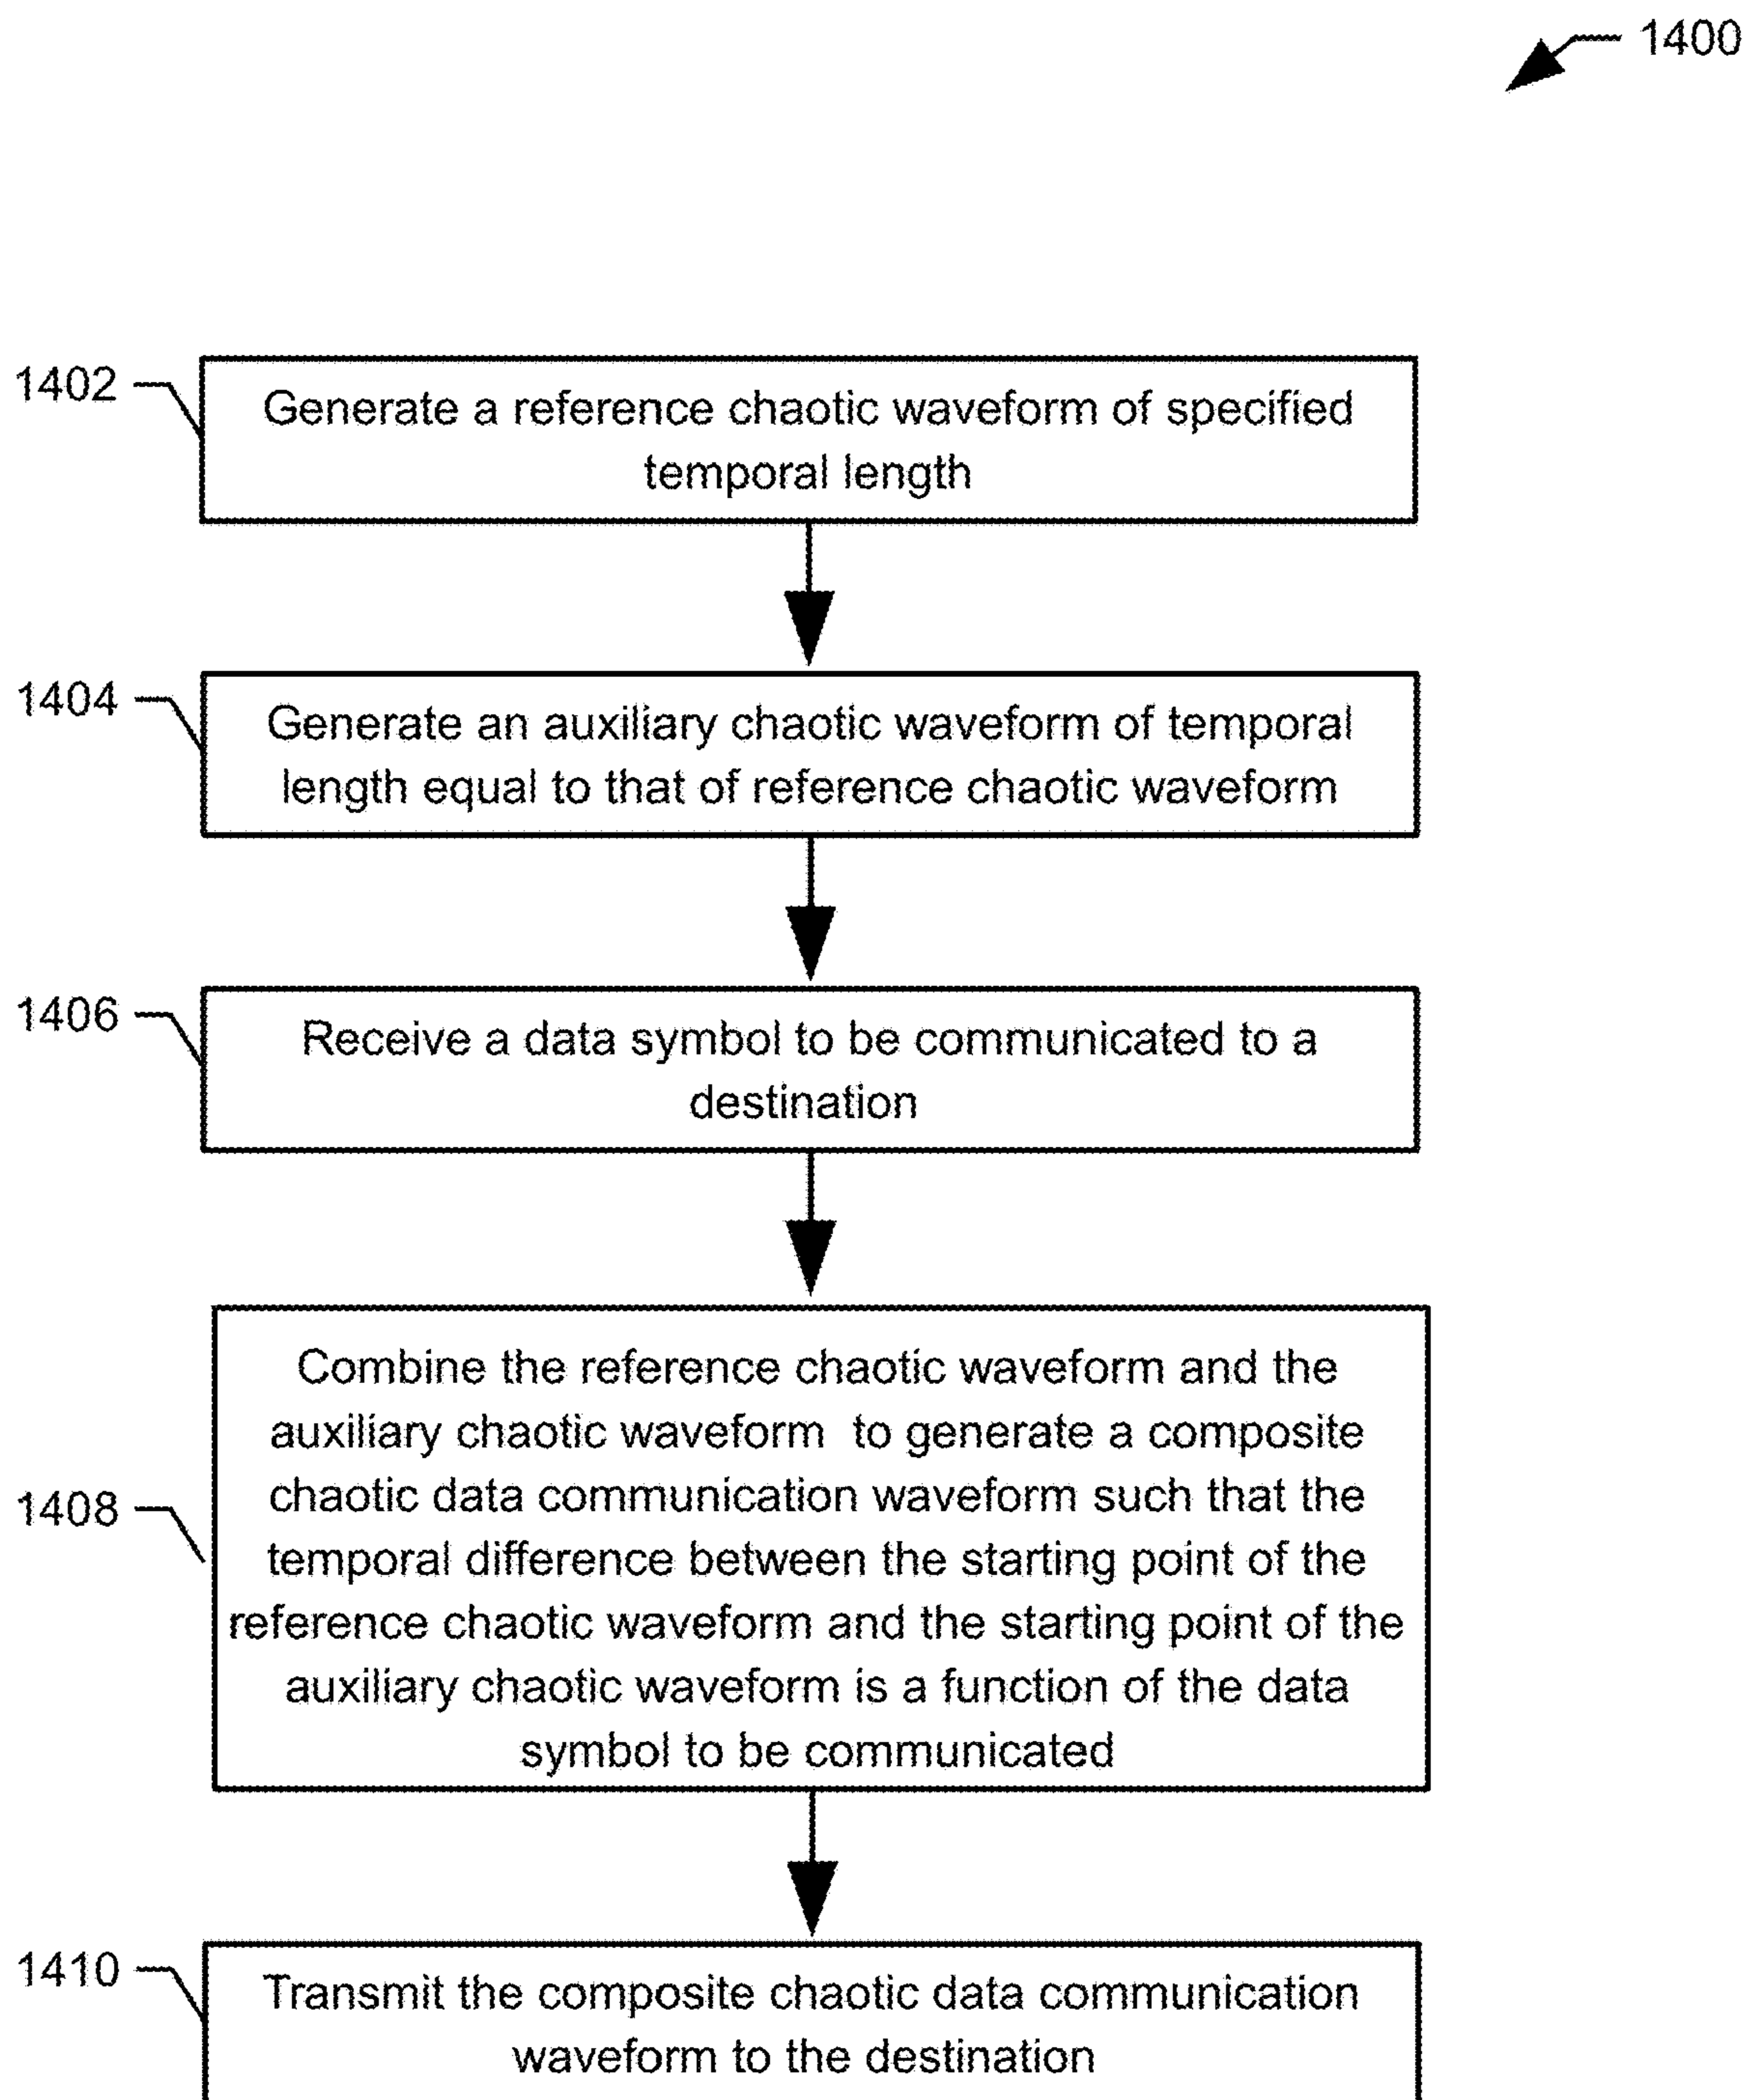 1400
1402
Generate a reference chaotic waveform of specified
temporal length
1404
Generate an auxiliary chaotic waveform of temporal
length equal to that of reference chaotic waveform
1406
Receive a data symbol to be communicated to a
destination
1408
Combine the reference chaotic waveform and the
auxiliary chaotic waveform to generate a composite
chaotic data communication waveform such that the
temporal difference between the starting point of the
reference chaotic waveform and the starting point of the
auxiliary chaotic waveform is a function of the data
symbol to be communicated
1410
Transmit the composite chaotic data communication
waveform to the destination